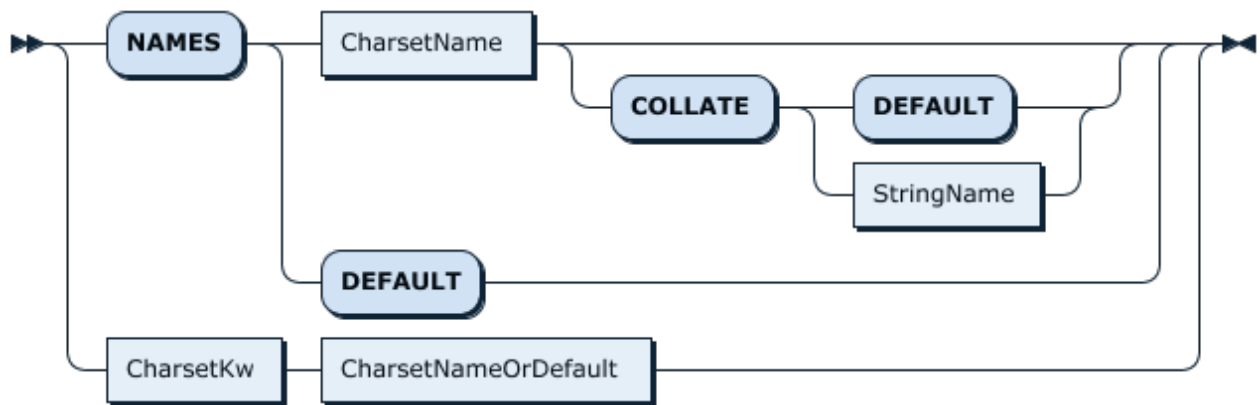 NAMES CharsetName
COLLATE DEFAULT
StringName
DEFAULT
CharsetKw CharsetNameOrDefault